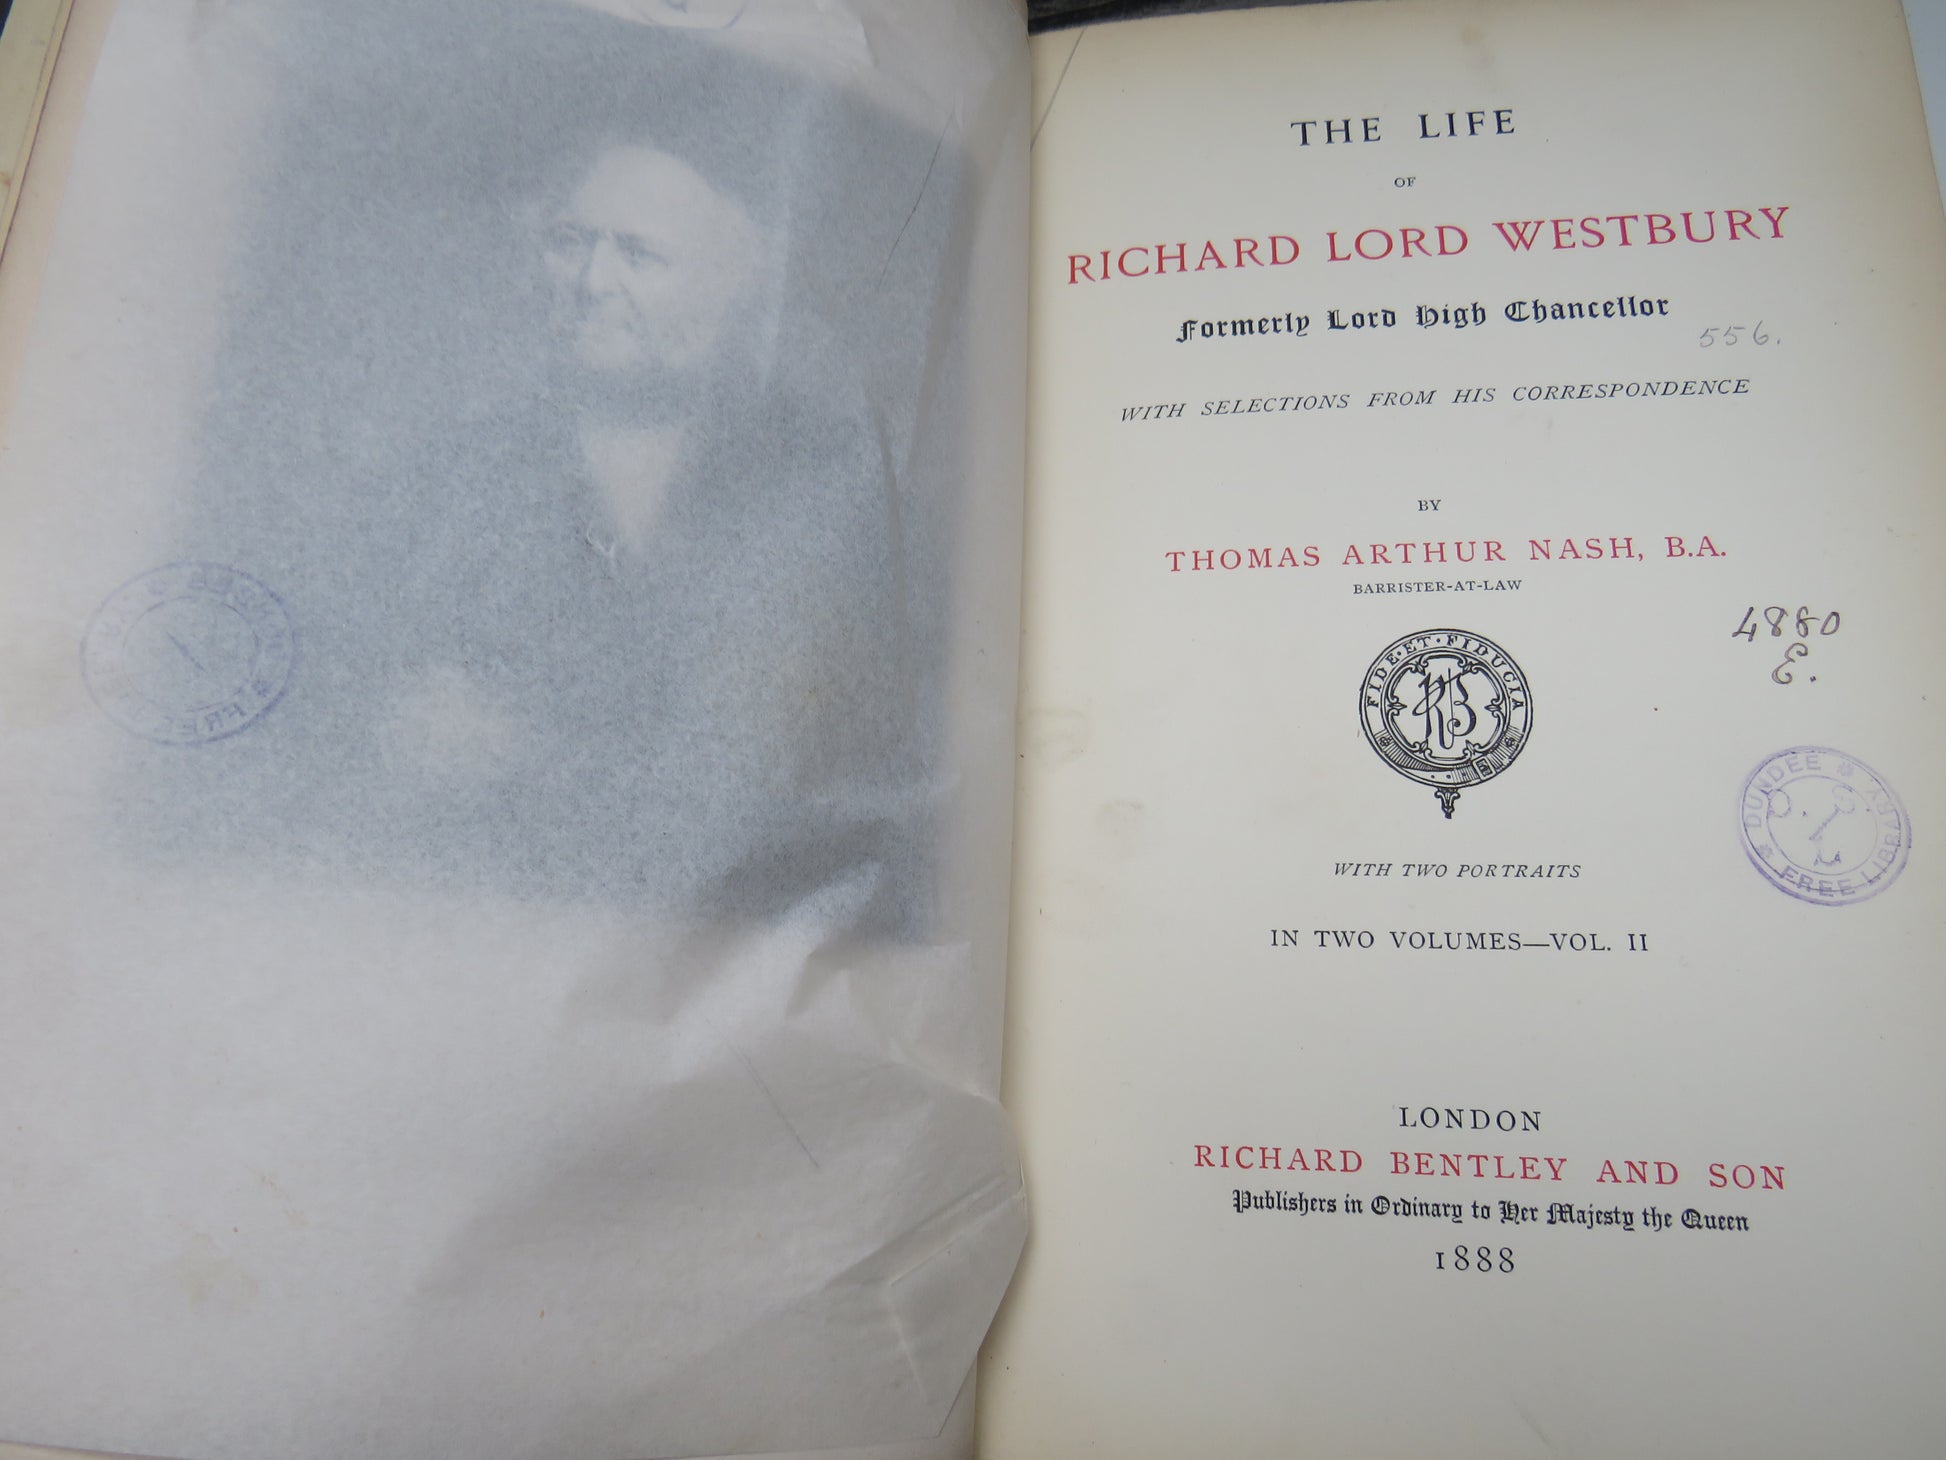 THE LIFE
OF
RICHARD LORD WESTBURY
Formerly Lord High Chancellor
556.
WITH SELECTIONS FROM HIS CORRESPONDENCE
BY
THOMAS ARTHUR NASH, B.A.
BARRISTER-AT-LAW
4880
E.
FIDE·ET·FIDUCIA
RB
DUNDEE
FREE LIBRARY
WITH TWO PORTRAITS
IN TWO VOLUMES—VOL. II
LONDON
RICHARD BENTLEY AND SON
Publishers in Ordinary to Her Majesty the Queen
1888